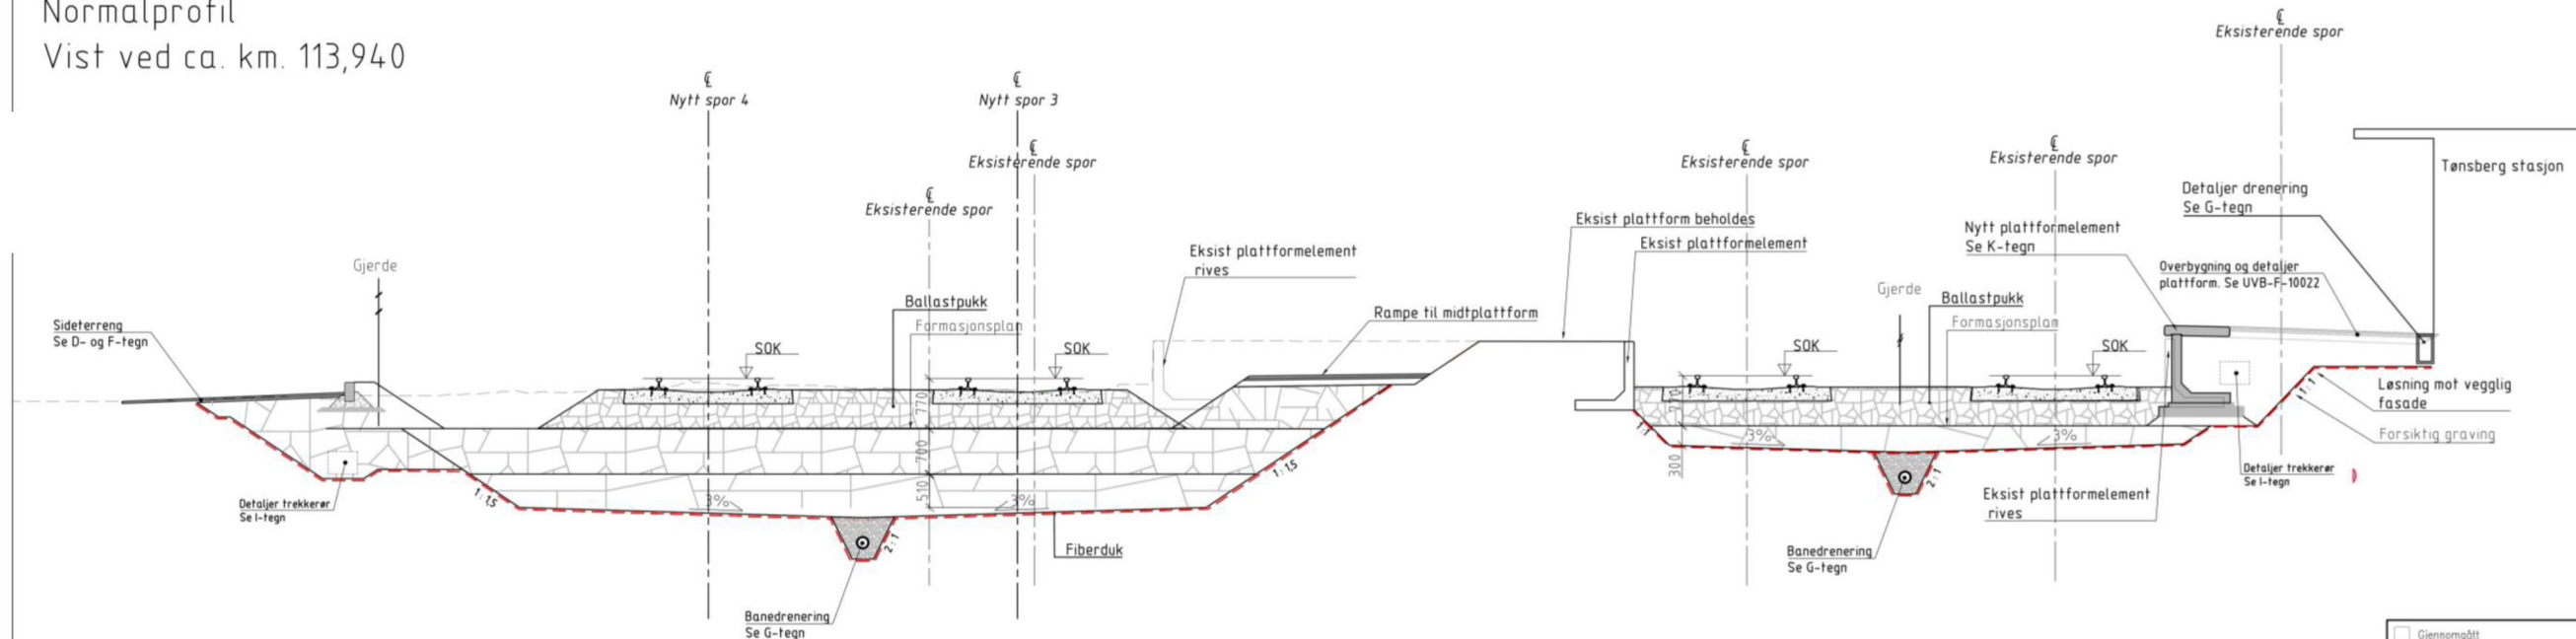 Normalprofil
Vist ved ca. km. 113,940
℄
Nytt spor 4
℄
Nytt spor 3
℄
Eksisterende spor
℄
Eksisterende spor
℄
Eksisterende spor
℄
Eksisterende spor
℄
Eksisterende spor
Tønsberg stasjon
Detaljer drenering
Se G-tegn
Eksist plattform beholdes
Eksist plattformelement
Nytt plattformelement
Se K-tegn
Eksist plattformelement
rives
Gjerde
Overbygning og detaljer
plattform. Se UVB-F-10022
Gjerde
Ballastpukk
Ballastpukk
Rampe til midtplattform
Sideterreng
Se D- og F-tegn
Formasjonsplan
Formasjonsplan
SOK
SOK
SOK
SOK
770
700
510
770
300
1:1
1:1
Løsning mot vegglig
fasade
Forsiktig graving
3%
3%
3%
3%
1:1,5
1:1,5
2:1
2:1
Detaljer trekkerør
Se I-tegn
Detaljer trekkerør
Se I-tegn
Eksist plattformelement
rives
Fiberduk
Banedrenering
Se G-tegn
Banedrenering
Se G-tegn
Gjennomgått